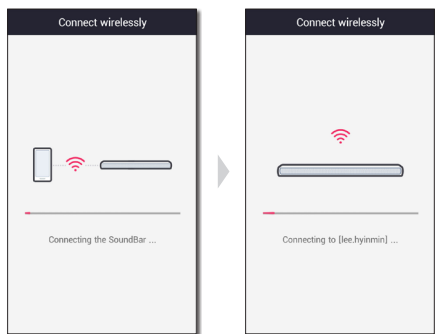 Connect wirelessly
Connecting the SoundBar ...
Connect wirelessly
Connecting to [lee.hyinmin] ...